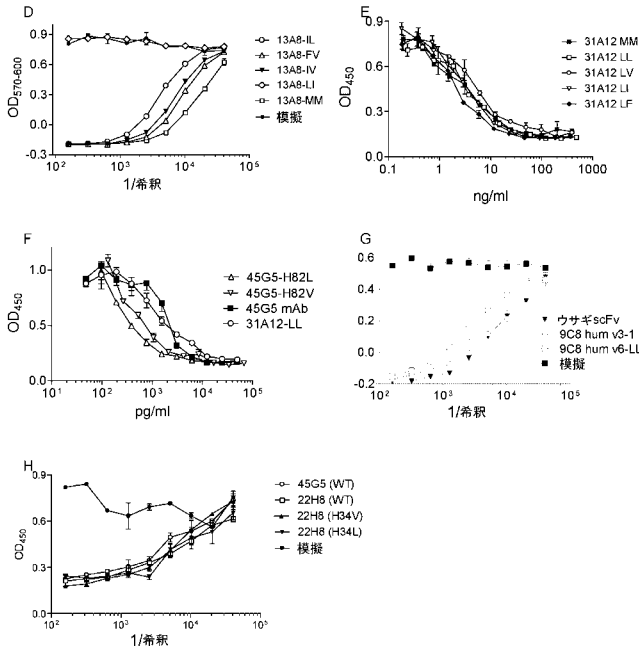 D
OD570-600
0.9
0.6
0.3
0.0
-0.3
10³
10⁴
10⁵
1/希釈
13A8-IL
13A8-FV
13A8-IV
13A8-LI
13A8-MM
模擬
E
OD450
0.9
0.6
0.3
0.0
0.1
1
10
100
1000
ng/ml
31A12 MM
31A12 LL
31A12 LV
31A12 LI
31A12 LF
F
OD450
1.0
0.5
0.0
10¹
10²
10³
10⁴
10⁵
pg/ml
45G5-H82L
45G5-H82V
45G5 mAb
31A12-LL
G
0.6
0.4
0.2
0.0
-0.2
10²
10³
10⁴
10⁵
1/希釈
ウサギscFv
9C8 hum v3-1
9C8 hum v6-LL
模擬
H
OD450
0.9
0.6
0.3
0.0
10²
10³
10⁴
10⁵
1/希釈
45G5 (WT)
22H8 (WT)
22H8 (H34V)
22H8 (H34L)
模擬